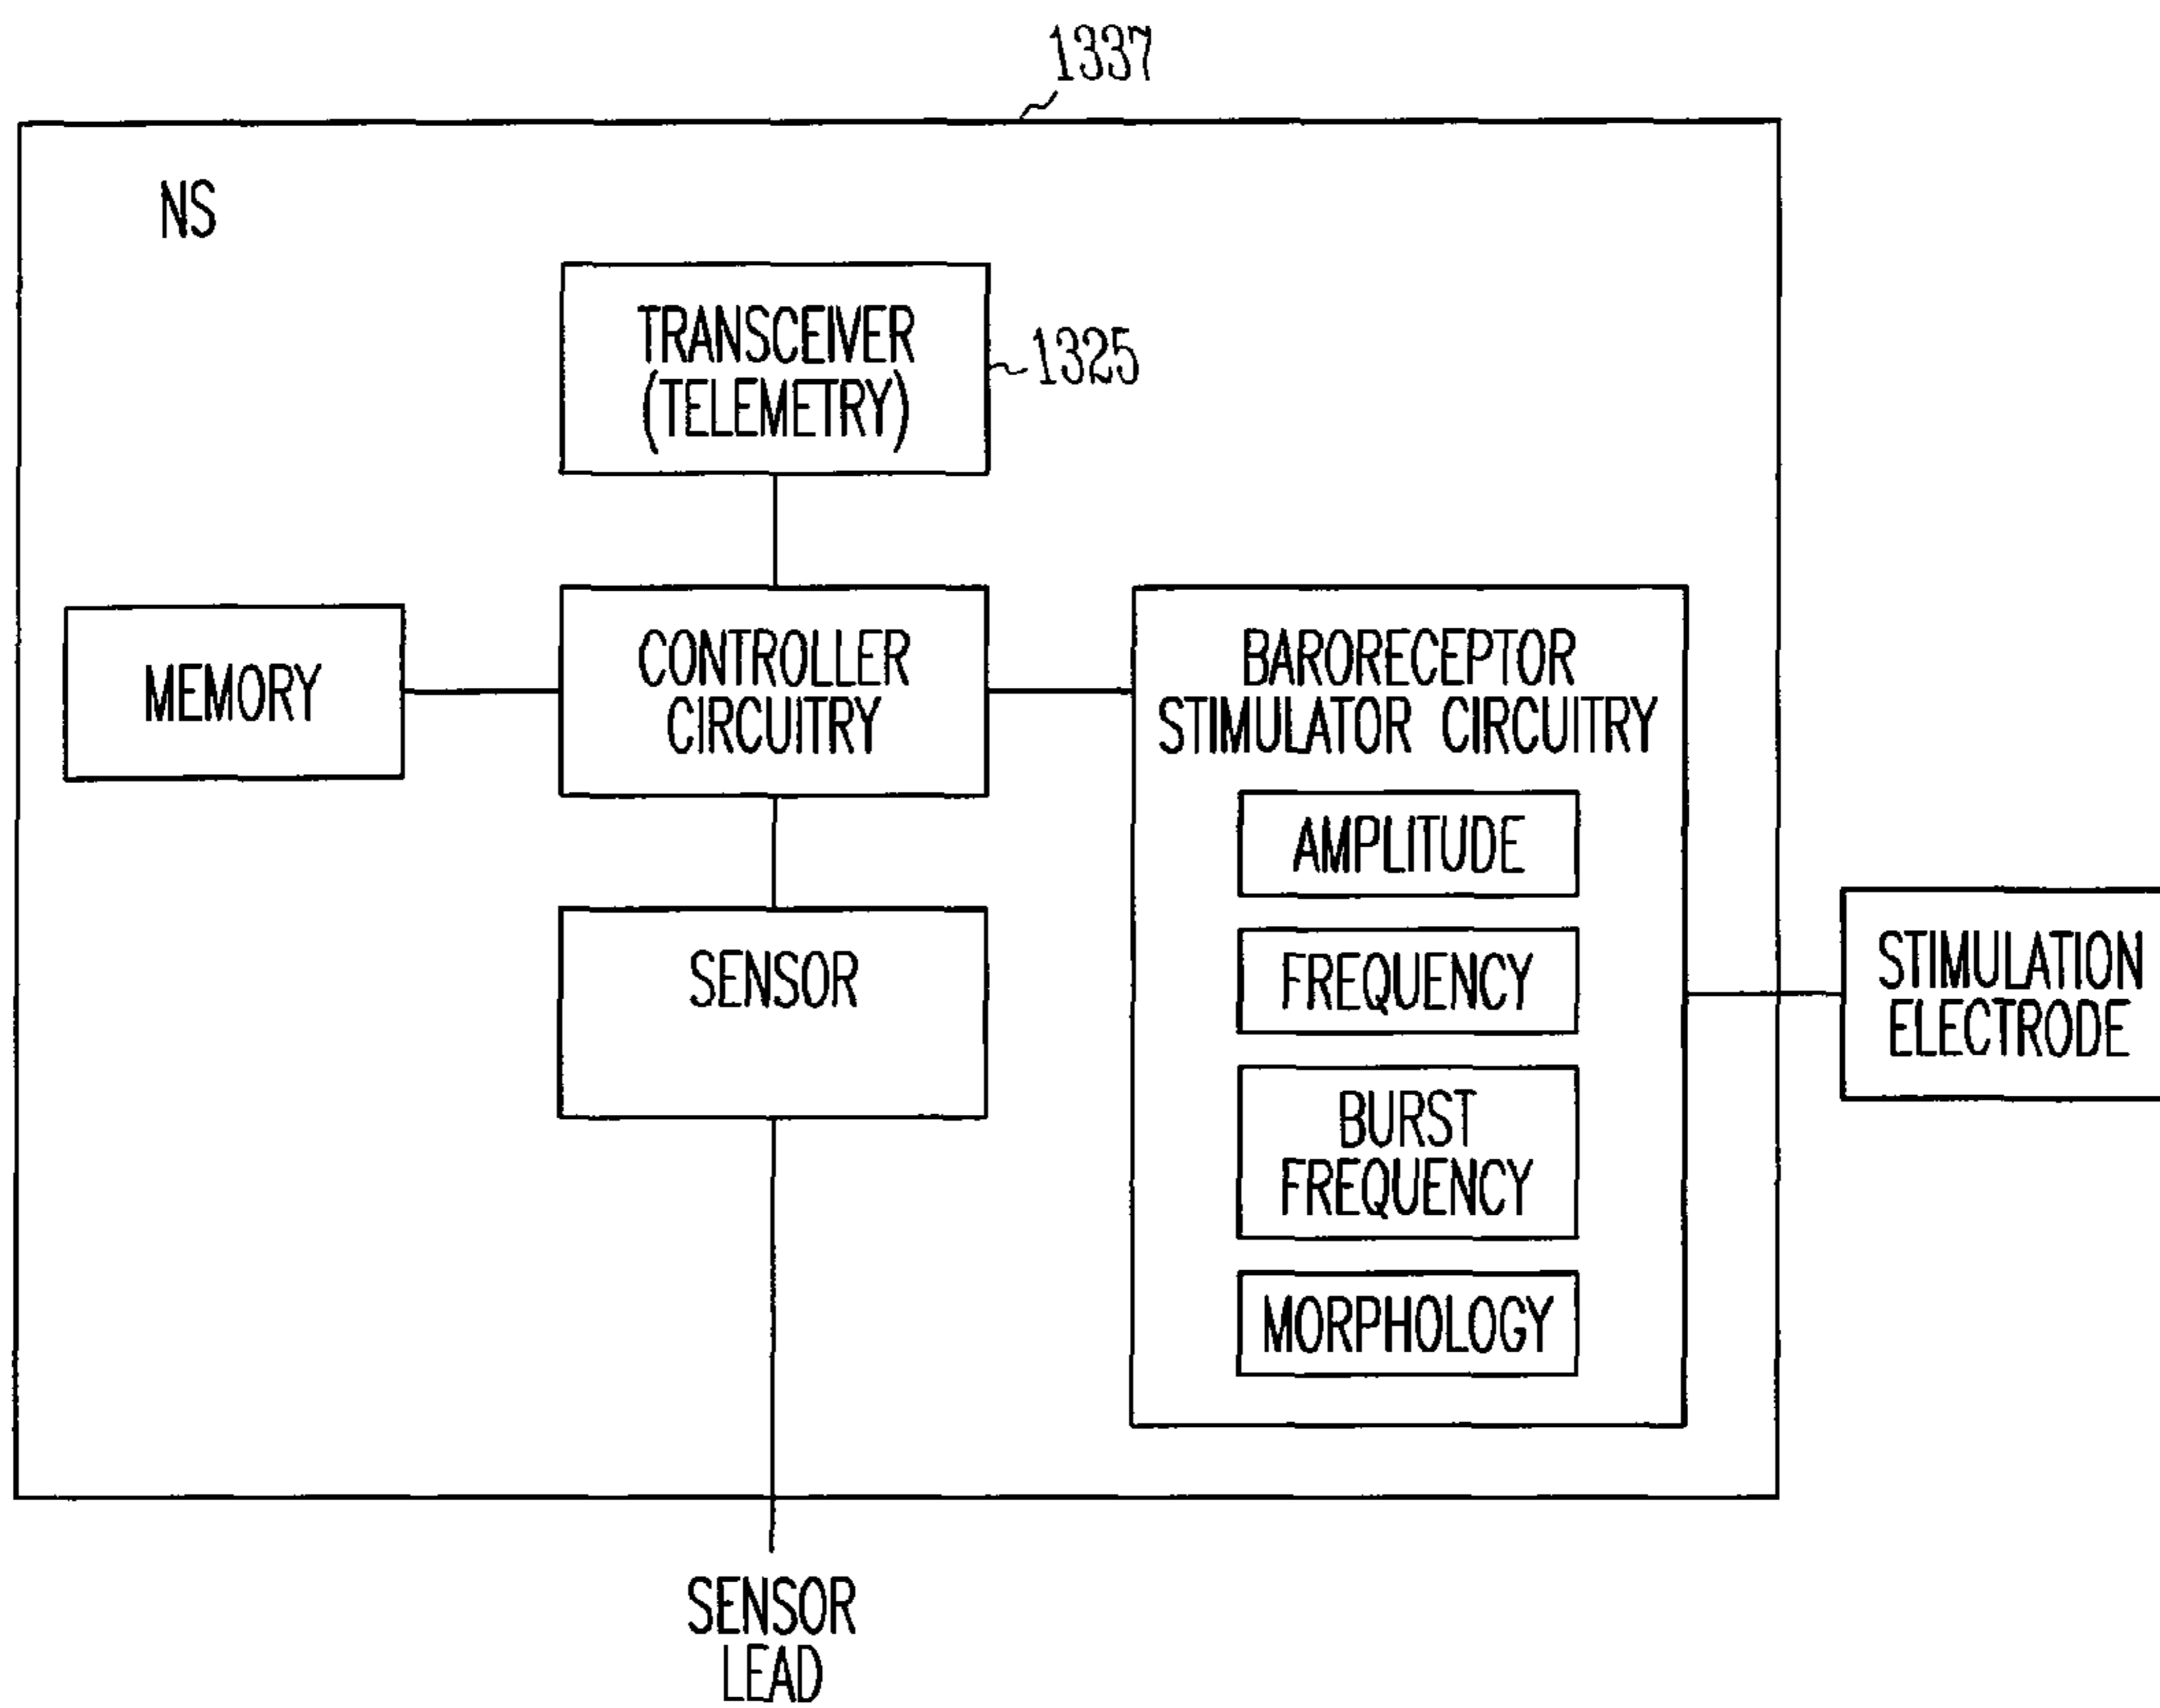 1337
NS
TRANSCEIVER
(TELEMETRY)
1325
MEMORY
CONTROLLER
CIRCUITRY
BARORECEPTOR
STIMULATOR CIRCUITRY
AMPLITUDE
SENSOR
FREQUENCY
BURST
FREQUENCY
MORPHOLOGY
STIMULATION
ELECTRODE
SENSOR
LEAD